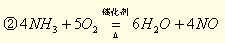 ②4NH₃+5O₂ 催化剂 = △ 6H₂O+4NO